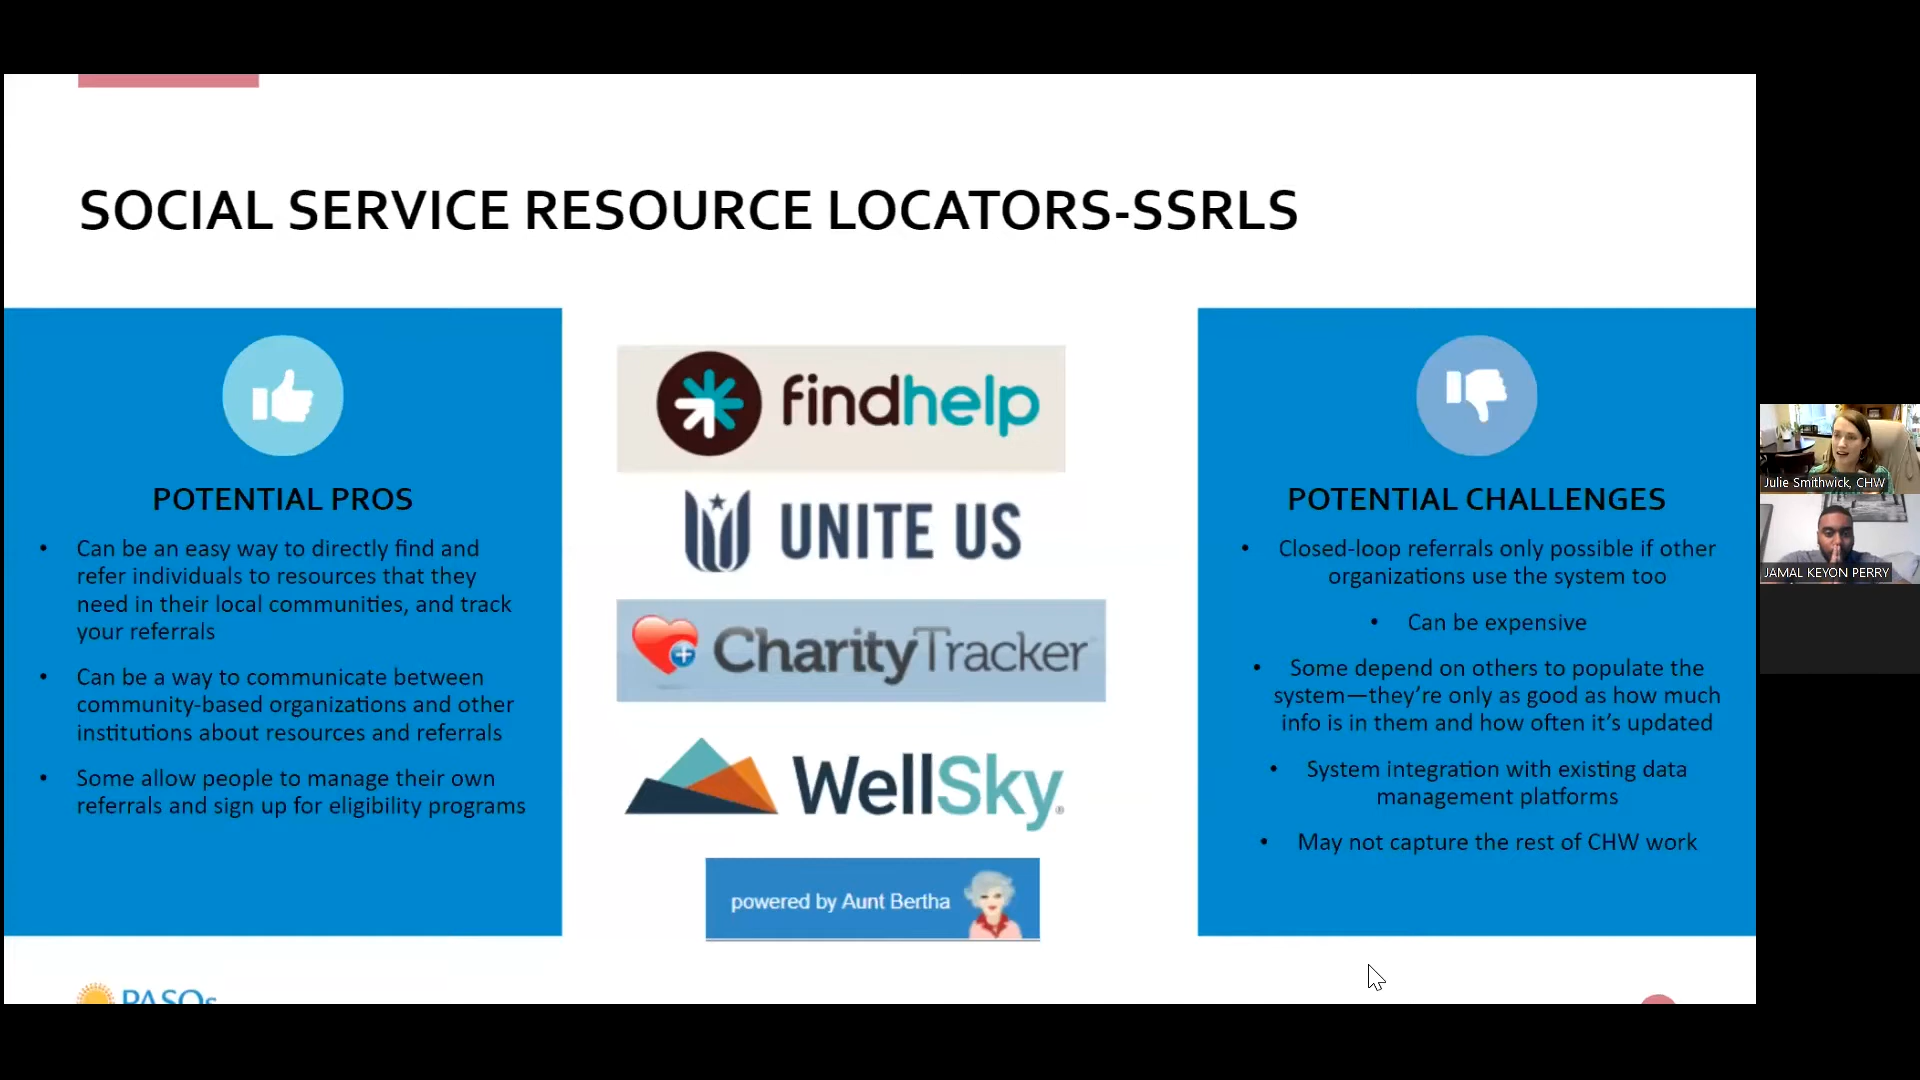 SOCIAL SERVICE RESOURCE LOCATORS-SSRLS
POTENTIAL PROS
• Can be an easy way to directly find and
refer individuals to resources that they
need in their local communities, and track
your referrals
• Can be a way to communicate between
community-based organizations and other
institutions about resources and referrals
• Some allow people to manage their own
referrals and sign up for eligibility programs
findhelp
UNITE US
CharityTracker
WellSky®
powered by Aunt Bertha
POTENTIAL CHALLENGES
• Closed-loop referrals only possible if other
organizations use the system too
• Can be expensive
• Some depend on others to populate the
system—they're only as good as how much
info is in them and how often it's updated
• System integration with existing data
management platforms
• May not capture the rest of CHW work
PASOs
Julie Smithwick, CHW
JAMAL KEYON PERRY